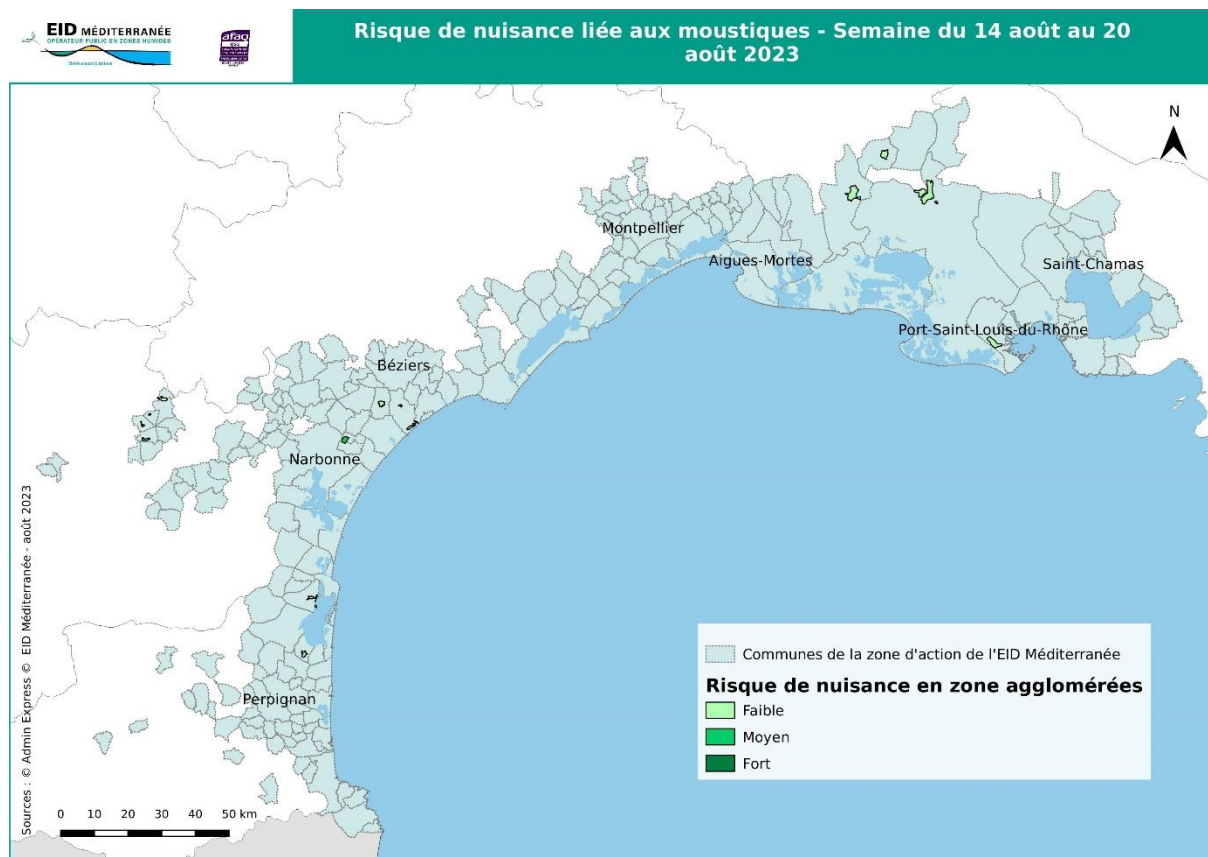 EID MÉDITERRANÉE
OPÉRATEUR PUBLIC EN ZONES HUMIDES
Démoustication
afaq
Risque de nuisance liée aux moustiques - Semaine du 14 août au 20
août 2023
N
Montpellier
Aigues-Mortes
Saint-Chamas
Port-Saint-Louis-du-Rhône
Béziers
Narbonne
Perpignan
Communes de la zone d'action de l'EID Méditerranée
Risque de nuisance en zone agglomérées
Faible
Moyen
Fort
0 10 20 30 40 50 km
Sources : © Admin Express © EID Méditerranée - août 2023